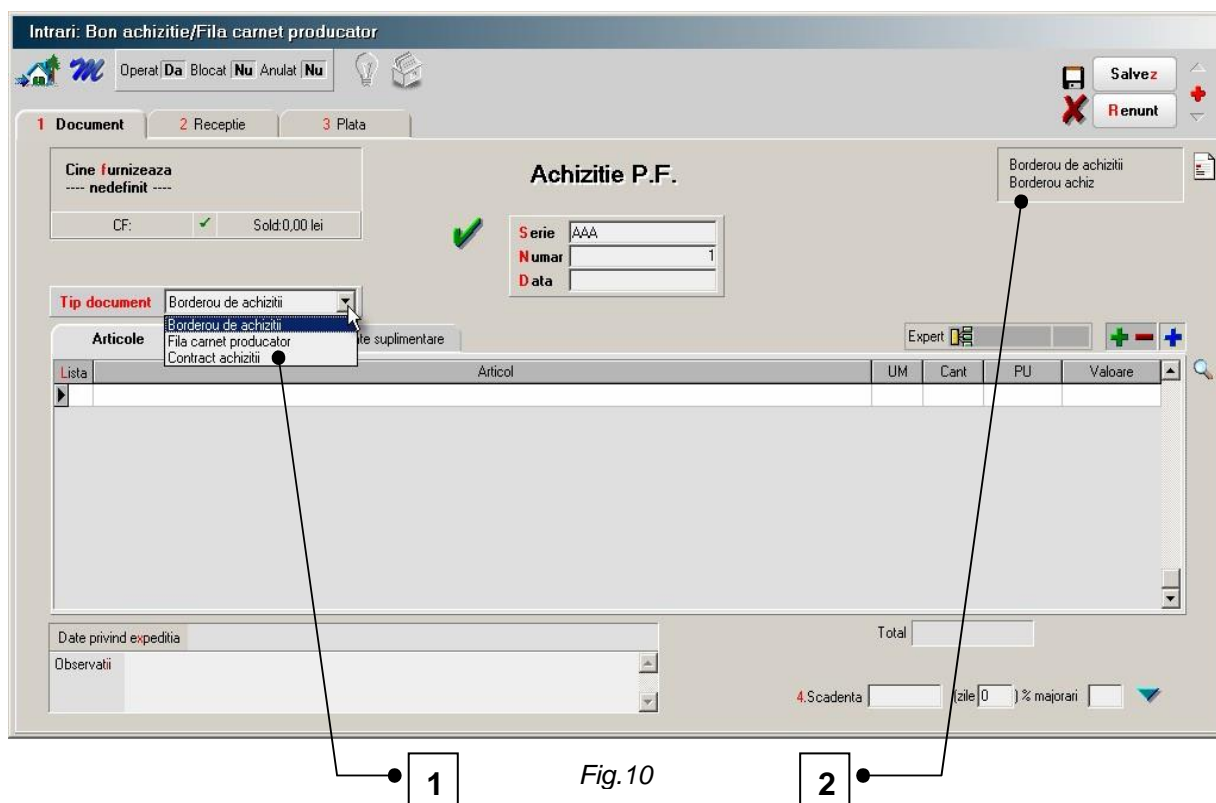 Intrari: Bon achizitie/Fila carnet producator
Operat Da Blocat Nu Anulat Nu
Salvez
Renunt
1 Document 2 Receptie 3 Plata
Cine furnizeaza
---- nedefinit ----
CF: Sold:0,00 lei
Achizitie P.F.
Borderou de achizitii
Borderou achiz
Serie AAA
Numar 1
Data
Tip document Borderou de achizitii
Borderou de achizitii
Fila carnet producator
Contract achizitii
Articole te suplimentare
Expert
Lista Articol UM Cant PU Valoare
Date privind expeditia
Observatii
Total
4.Scadenta (zile 0 ) % majorari
1 Fig.10 2